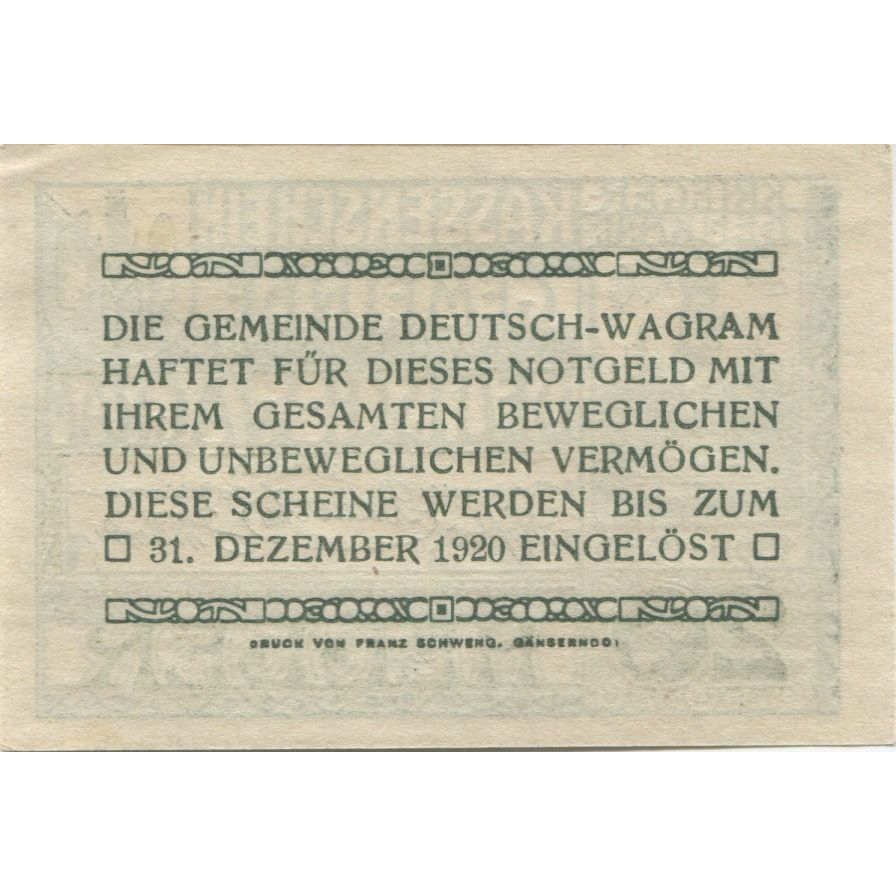 DIE GEMEINDE DEUTSCH-WAGRAM
HAFTET FÜR DIESES NOTGELD MIT
IHREM GESAMTEN BEWEGLICHEN
UND UNBEWEGLICHEN VERMÖGEN.
DIESE SCHEINE WERDEN BIS ZUM
31. DEZEMBER 1920 EINGELÖST
DRUCK VON FRANZ SCHWENG, GÄNSERNDO